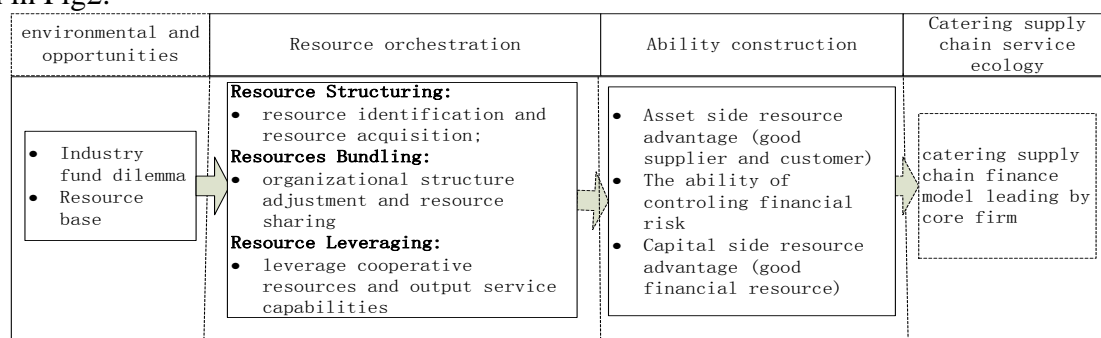 in Fig2.
environmental and
opportunities
Resource orchestration
Ability construction
Catering supply
chain service
ecology
• Industry
fund dilemma
• Resource
base
Resource Structuring:
• resource identification and
resource acquisition;
Resources Bundling:
• organizational structure
adjustment and resource
sharing
Resource Leveraging:
• leverage cooperative
resources and output service
capabilities
• Asset side resource
advantage (good
supplier and customer)
• The ability of
controling financial
risk
• Capital side resource
advantage (good
financial resource)
catering supply
chain finance
model leading by
core firm